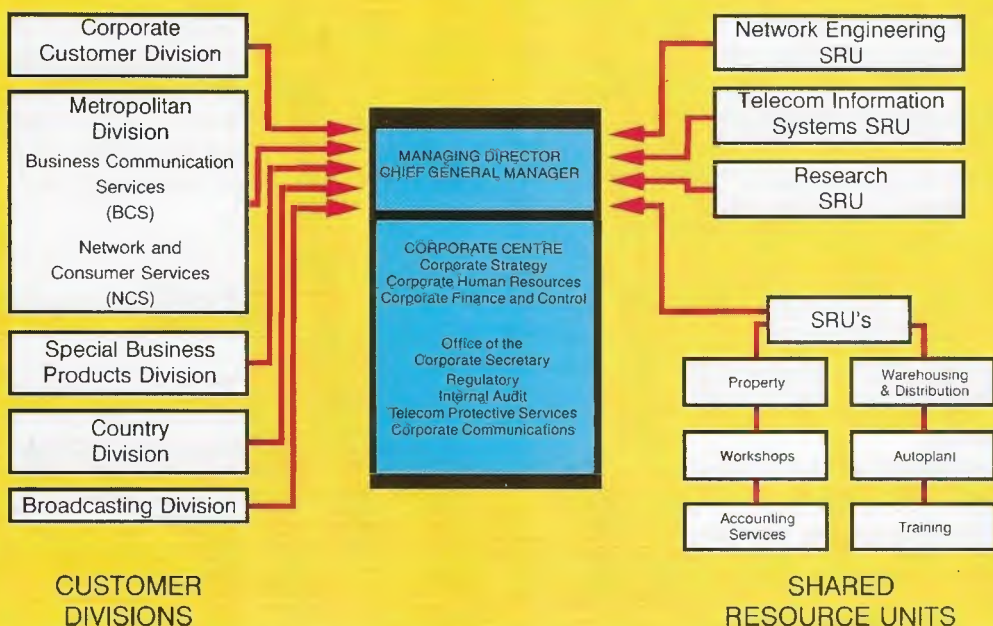 Corporate
Customer Division
Metropolitan
Division
Business Communication
Services
(BCS)
Network and
Consumer Services
(NCS)
Special Business
Products Division
Country
Division
Broadcasting Division
CUSTOMER
DIVISIONS
MANAGING DIRECTOR
CHIEF GENERAL MANAGER
CORPORATE CENTRE
Corporate Strategy
Corporate Human Resources
Corporate Finance and Control
Office of the
Corporate Secretary
Regulatory
Internal Audit
Telecom Protective Services
Corporate Communications
Network Engineering
SRU
Telecom Information
Systems SRU
Research
SRU
SRU's
Property
Warehousing
& Distribution
Workshops
Autoplant
Accounting
Services
Training
SHARED
RESOURCE UNITS